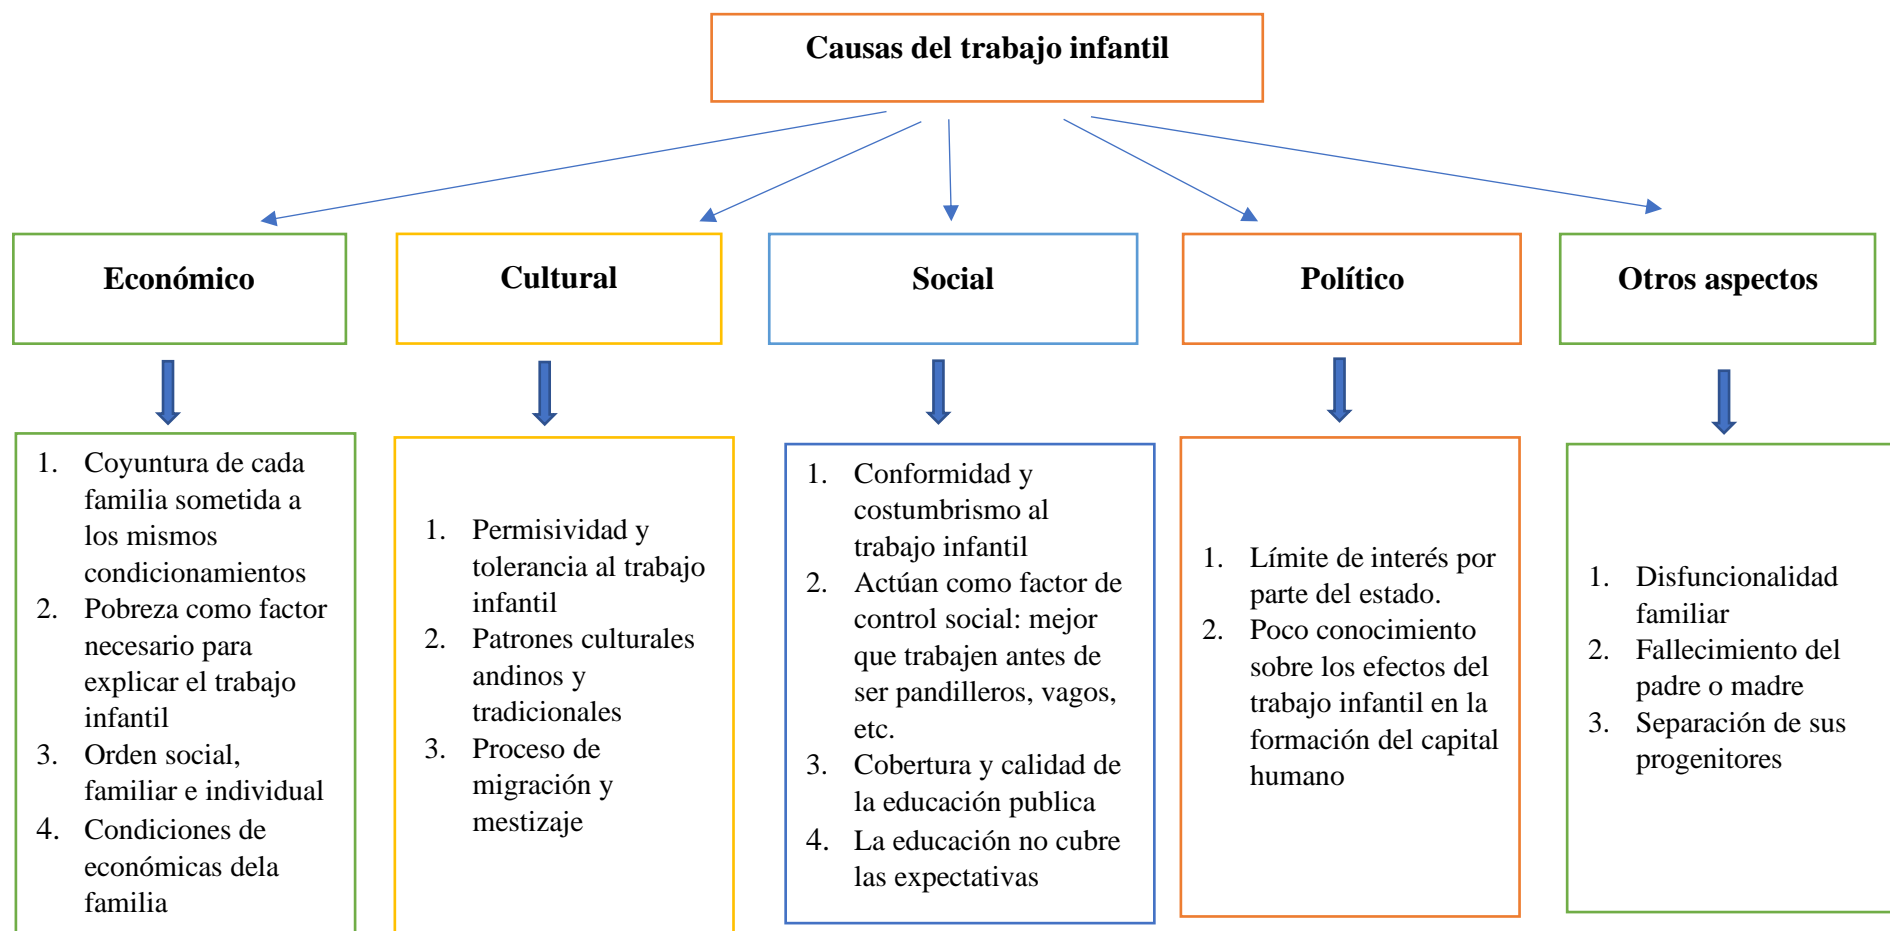 Causas del trabajo infantil
Económico
Cultural
Social
Político
Otros aspectos
1. Coyuntura de cada
familia sometida a
los mismos
condicionamientos
2. Pobreza como factor
necesario para
explicar el trabajo
infantil
3. Orden social,
familiar e individual
4. Condiciones de
económicas dela
familia
1. Permisividad y
tolerancia al trabajo
infantil
2. Patrones culturales
andinos y
tradicionales
3. Proceso de
migración y
mestizaje
1. Conformidad y
costumbrismo al
trabajo infantil
2. Actúan como factor de
control social: mejor
que trabajen antes de
ser pandilleros, vagos,
etc.
3. Cobertura y calidad de
la educación publica
4. La educación no cubre
las expectativas
1. Límite de interés por
parte del estado.
2. Poco conocimiento
sobre los efectos del
trabajo infantil en la
formación del capital
humano
1. Disfuncionalidad
familiar
2. Fallecimiento del
padre o madre
3. Separación de sus
progenitores